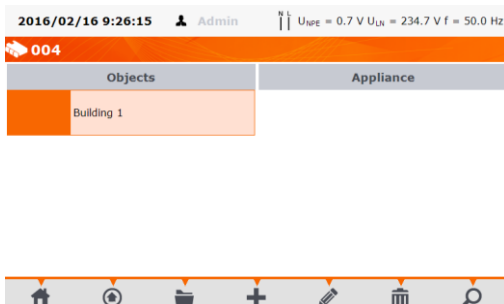 2016/02/16 9:26:15 Admin N L UNPE = 0.7 V ULN = 234.7 V f = 50.0 Hz
004
Objects Appliance
Building 1